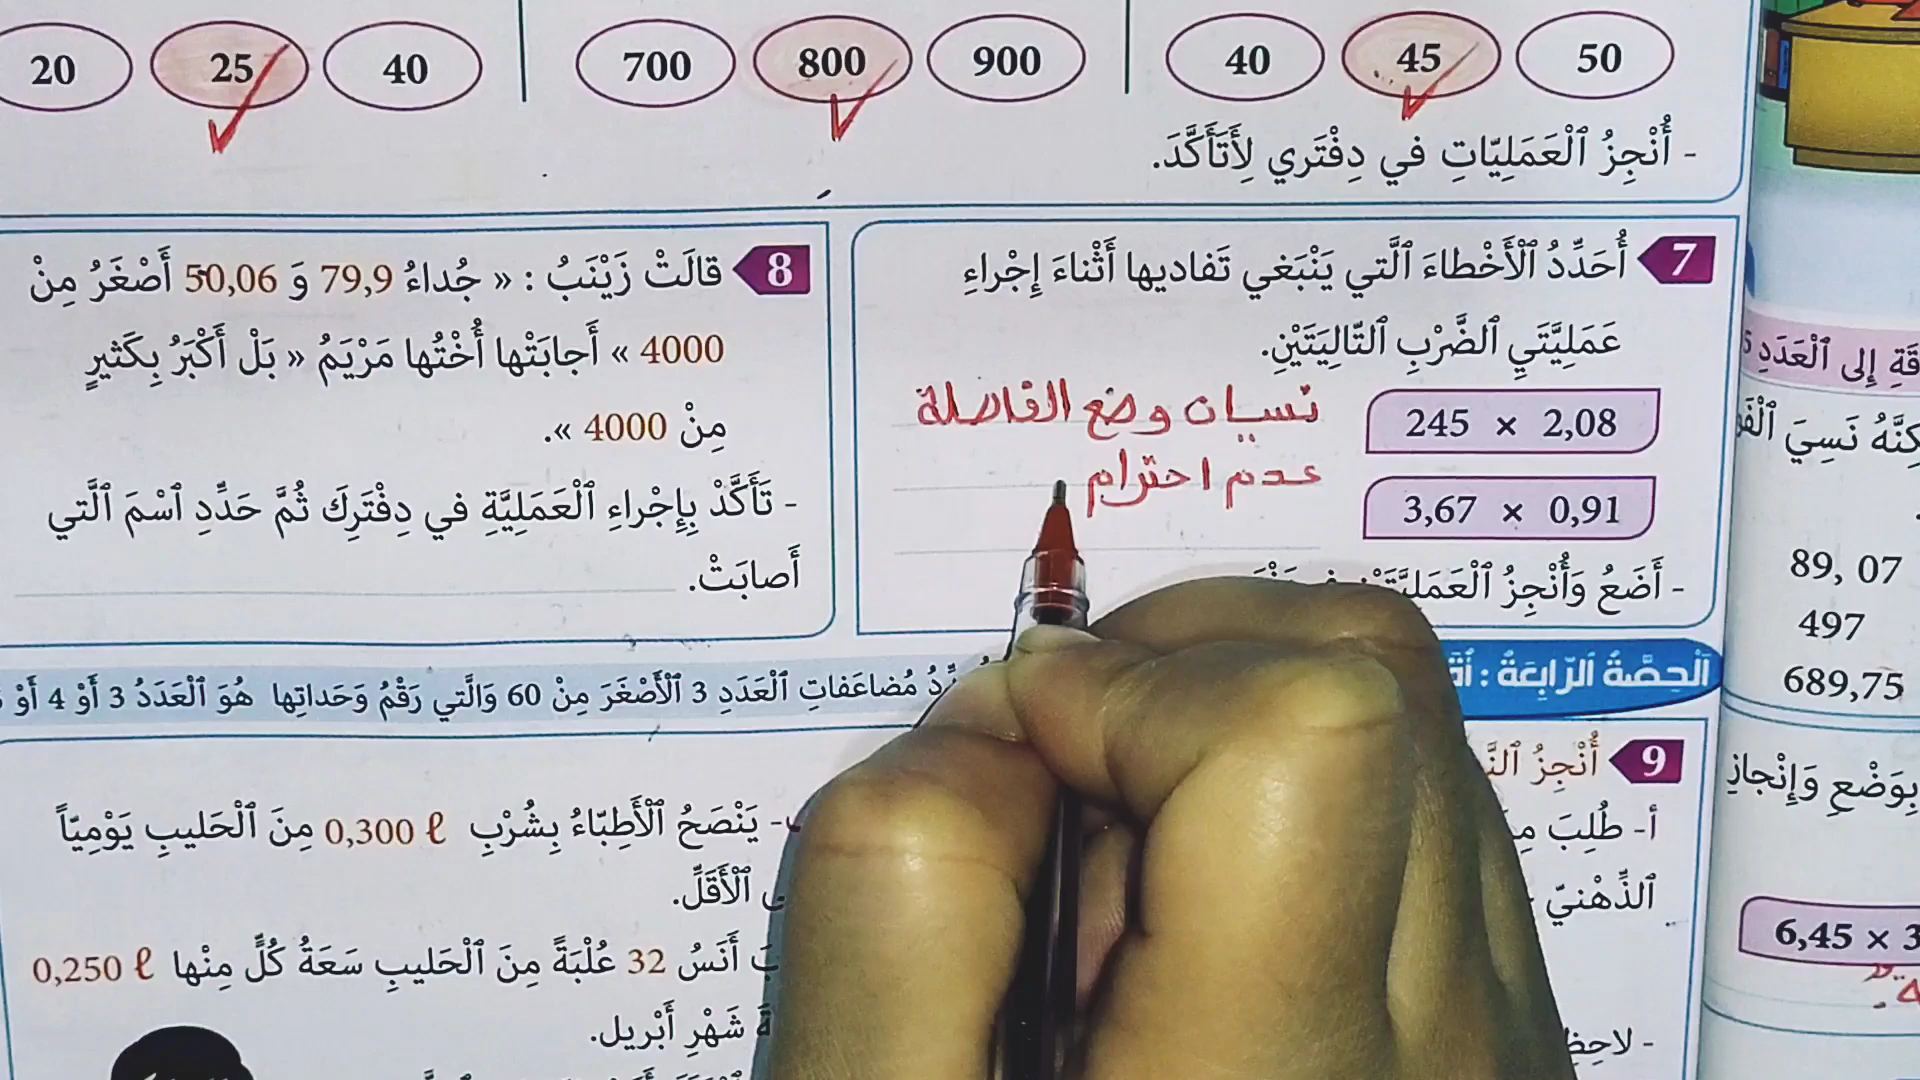 50 45 40
900 800 700
40 25 20
- أُنْجِزُ ٱلْعَمَلِيّاتِ في دِفْتَري لِأَتَأَكَّدَ.
7 أُحَدِّدُ ٱلْأَخْطاءَ ٱلَّتي يَنْبَغي تَفاديها أَثْناءَ إِجْراءِ
عَمَلِيَّتَيِ ٱلضَّرْبِ ٱلتّالِيَتَيْنِ.
245 × 2,08
نسيان وضع الفاصلة
3,67 × 0,91
عدم احترام
- أَضَعُ وَأُنْجِزُ ٱلْعَمَلِيَّتَيْنِ
8 قالَتْ زَيْنَبُ : « جُداءُ 79,9 وَ 50,06 أَصْغَرُ مِنْ
4000 » أَجابَتْها أُخْتُها مَرْيَمُ « بَلْ أَكْبَرُ بِكَثيرٍ
مِنْ 4000 ».
- تَأَكَّدْ بِإِجْراءِ ٱلْعَمَلِيَّةِ في دِفْتَرِكَ ثُمَّ حَدِّدِ ٱسْمَ ٱلَّتي
أَصابَتْ.
ٱلْحِصَّةُ ٱلرّابِعَةُ :
مُضاعَفاتِ ٱلْعَدَدِ 3 ٱلْأَصْغَرَ مِنْ 60 وَٱلَّتي رَقْمُ وَحَداتِها هُوَ ٱلْعَدَدُ 3 أَوْ 4 أَوْ
9 أُنْجِزُ
أ- طُلِبَ
ٱلذِّهْنِيِّ
- يَنْصَحُ ٱلْأَطِبّاءُ بِشُرْبِ 0,300 ℓ مِنَ ٱلْحَليبِ يَوْمِيّاً
ٱلْأَقَلِّ.
أَنَسُ 32 عُلْبَةً مِنَ ٱلْحَليبِ سَعَةُ كُلٍّ مِنْها 0,250 ℓ
شَهْرِ أَبْريل.
إِلى ٱلْعَدَدِ
نَسِيَ
89, 07
497
689,75
بِوَضْعِ وَإِنْجازِ
6,45 × 3